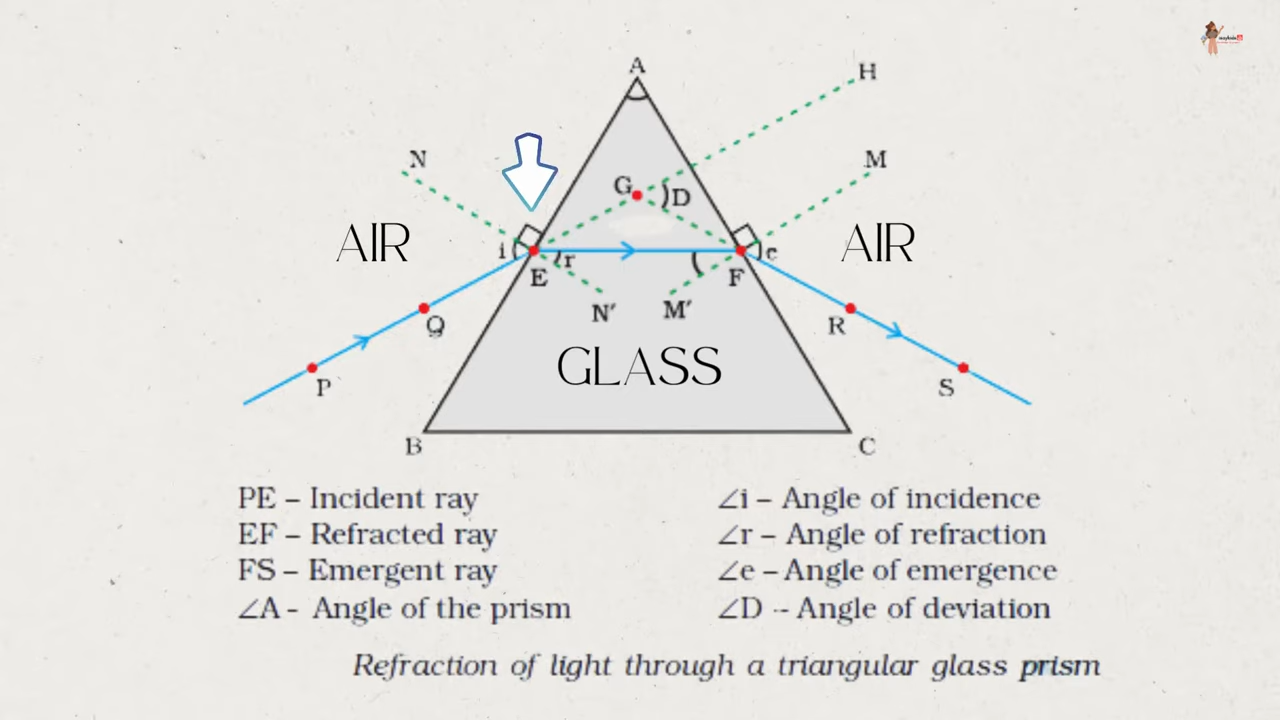 A
H
N
M
G
D
AIR
AIR
i
r
e
E
F
N′
M′
Q
R
GLASS
P
S
B
C
PE – Incident ray
EF – Refracted ray
FS – Emergent ray
∠A - Angle of the prism
∠i – Angle of incidence
∠r – Angle of refraction
∠e – Angle of emergence
∠D -- Angle of deviation
Refraction of light through a triangular glass prism